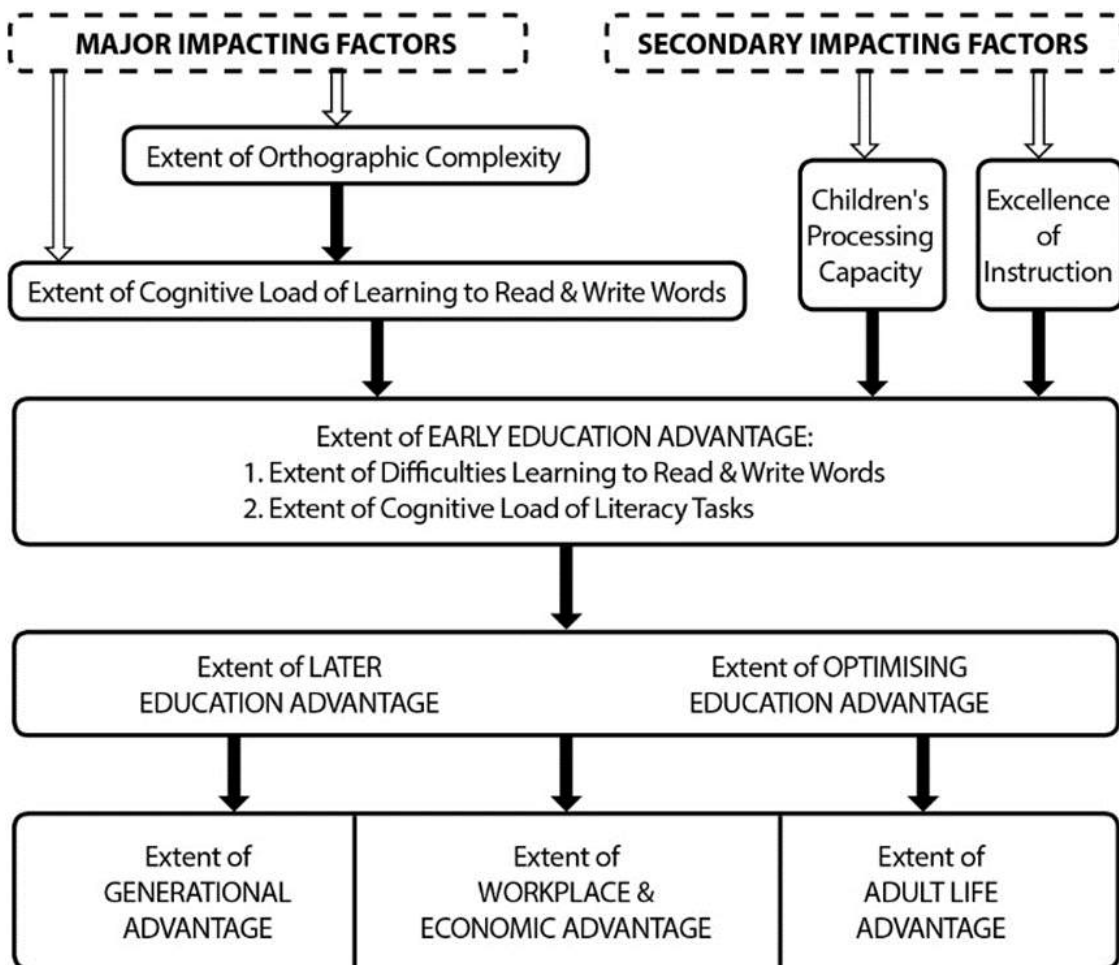 MAJOR IMPACTING FACTORS
SECONDARY IMPACTING FACTORS
Extent of Orthographic Complexity
Children's
Processing
Capacity
Excellence
of
Instruction
Extent of Cognitive Load of Learning to Read & Write Words
Extent of EARLY EDUCATION ADVANTAGE:
1. Extent of Difficulties Learning to Read & Write Words
2. Extent of Cognitive Load of Literacy Tasks
Extent of LATER
EDUCATION ADVANTAGE
Extent of OPTIMISING
EDUCATION ADVANTAGE
Extent of
GENERATIONAL
ADVANTAGE
Extent of
WORKPLACE &
ECONOMIC ADVANTAGE
Extent of
ADULT LIFE
ADVANTAGE